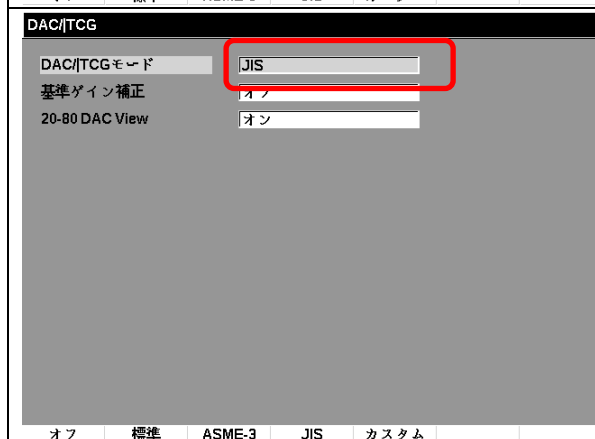 DAC/TCG
DAC/TCGモード JIS
基準ゲイン補正
20-80 DAC View オン
オフ 標準 ASME-3 JIS カスタム